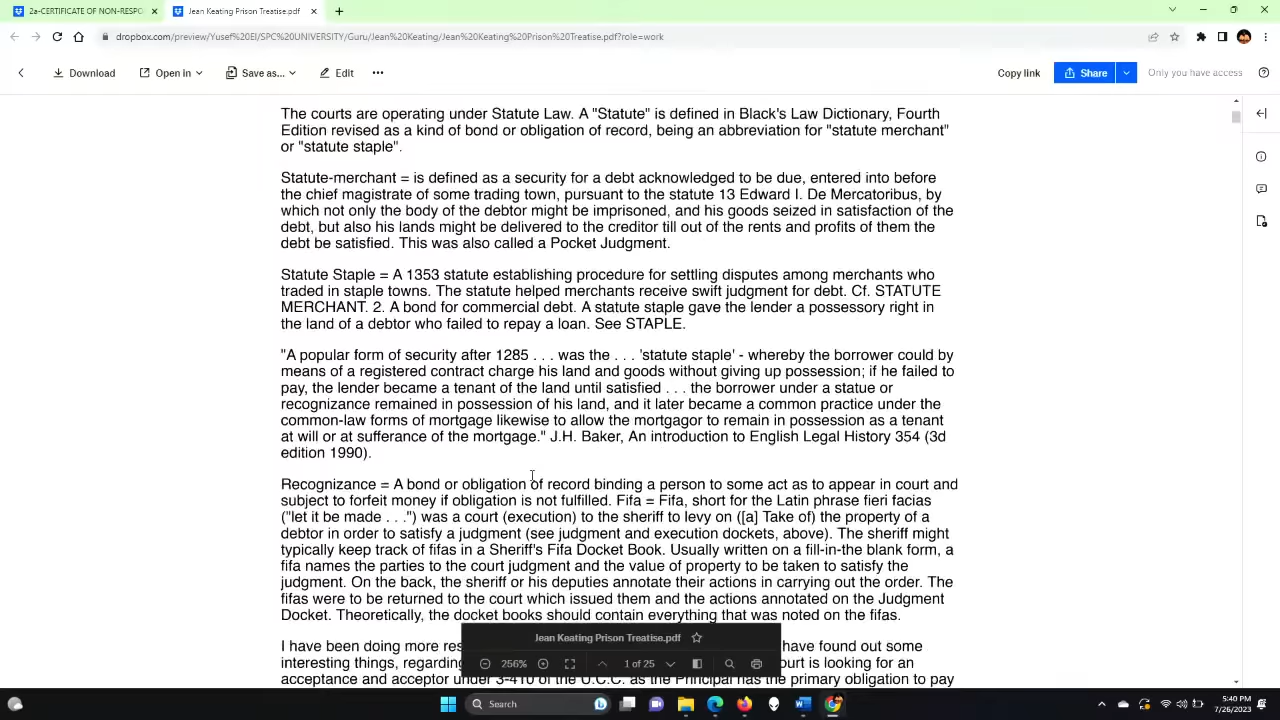 2a-CERTIFICATE OF NON-RESPO
Jean Keating Prison Treatise.pdf
dropbox.com/preview/Yusef%20El/SPC%20UNIVERSITY/Guru/Jean%20Keating/Jean%20Keating%20Prison%20Treatise.pdf?role=work
Download Open in Save as... Edit Copy link Share Only you have access
The courts are operating under Statute Law. A "Statute" is defined in Black's Law Dictionary, Fourth
Edition revised as a kind of bond or obligation of record, being an abbreviation for "statute merchant"
or "statute staple".
Statute-merchant = is defined as a security for a debt acknowledged to be due, entered into before
the chief magistrate of some trading town, pursuant to the statute 13 Edward I. De Mercatoribus, by
which not only the body of the debtor might be imprisoned, and his goods seized in satisfaction of the
debt, but also his lands might be delivered to the creditor till out of the rents and profits of them the
debt be satisfied. This was also called a Pocket Judgment.
Statute Staple = A 1353 statute establishing procedure for settling disputes among merchants who
traded in staple towns. The statute helped merchants receive swift judgment for debt. Cf. STATUTE
MERCHANT. 2. A bond for commercial debt. A statute staple gave the lender a possessory right in
the land of a debtor who failed to repay a loan. See STAPLE.
"A popular form of security after 1285 . . . was the . . . 'statute staple' - whereby the borrower could by
means of a registered contract charge his land and goods without giving up possession; if he failed to
pay, the lender became a tenant of the land until satisfied . . . the borrower under a statue or
recognizance remained in possession of his land, and it later became a common practice under the
common-law forms of mortgage likewise to allow the mortgagor to remain in possession as a tenant
at will or at sufferance of the mortgage." J.H. Baker, An introduction to English Legal History 354 (3d
edition 1990).
Recognizance = A bond or obligation of record binding a person to some act as to appear in court and
subject to forfeit money if obligation is not fulfilled. Fifa = Fifa, short for the Latin phrase fieri facias
("let it be made . . .") was a court (execution) to the sheriff to levy on ([a] Take of) the property of a
debtor in order to satisfy a judgment (see judgment and execution dockets, above). The sheriff might
typically keep track of fifas in a Sheriff's Fifa Docket Book. Usually written on a fill-in-the blank form, a
fifa names the parties to the court judgment and the value of property to be taken to satisfy the
judgment. On the back, the sheriff or his deputies annotate their actions in carrying out the order. The
fifas were to be returned to the court which issued them and the actions annotated on the Judgment
Docket. Theoretically, the docket books should contain everything that was noted on the fifas.
I have been doing more have found out some
interesting things, regarding court is looking for an
acceptance and acceptor under 3-410 of the U.C.C. as the Principal has the primary obligation to pay
Jean Keating Prison Treatise.pdf
256% 1 of 25
Search
5:40 PM
7/26/2023